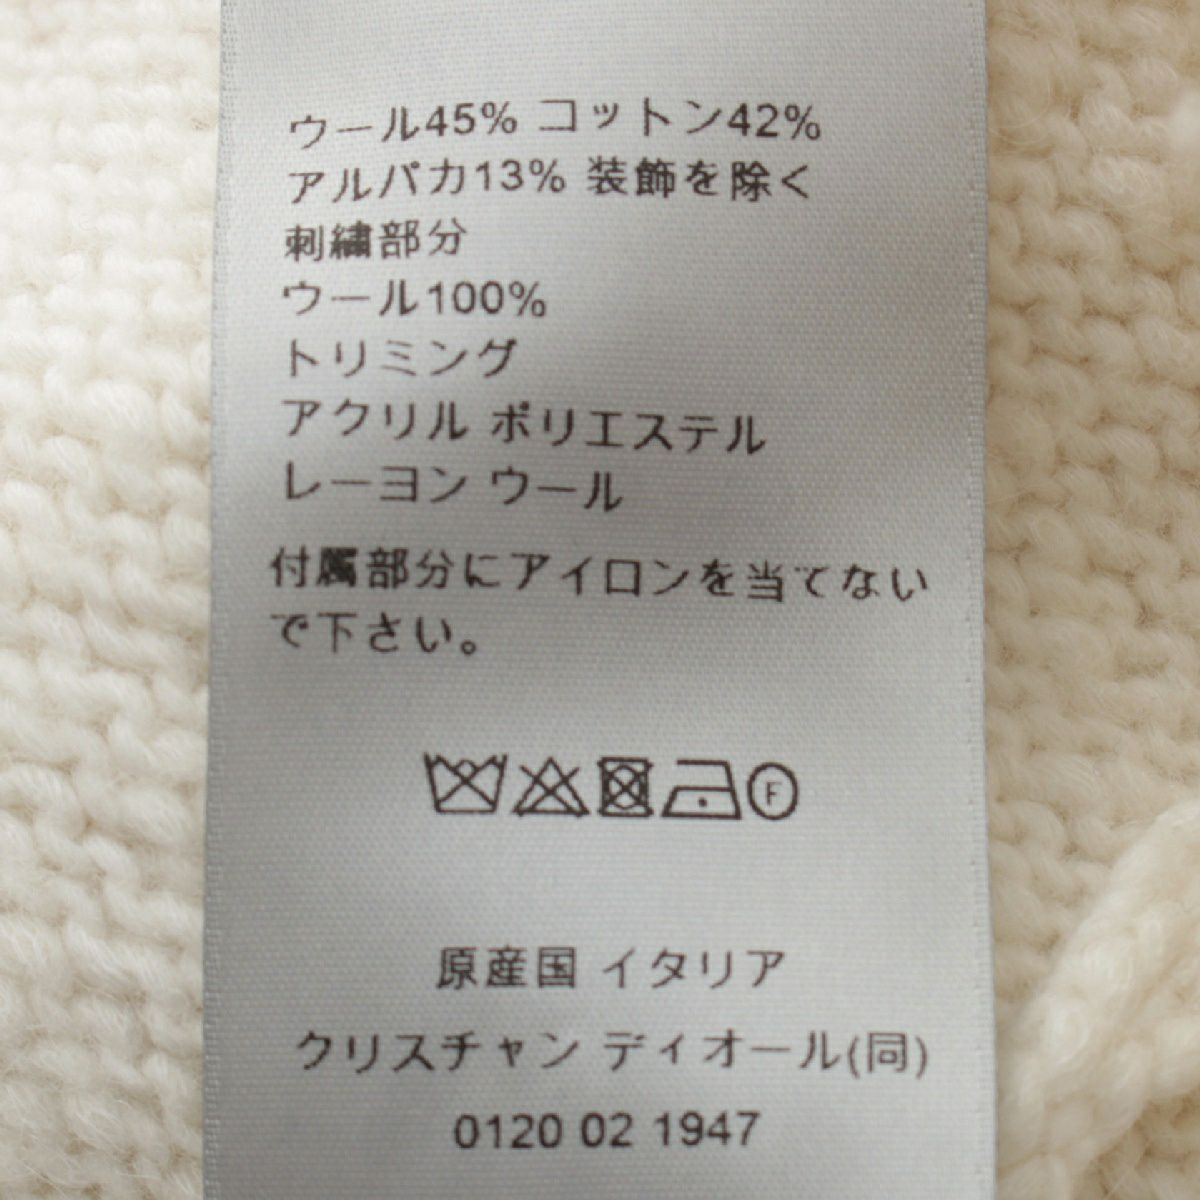 ウール45% コットン42%
アルパカ13% 装飾を除く
刺繍部分
ウール100%
トリミング
アクリル ポリエステル
レーヨン ウール
付属部分にアイロンを当てない
で下さい。
F
原産国 イタリア
クリスチャン ディオール(同)
0120 02 1947